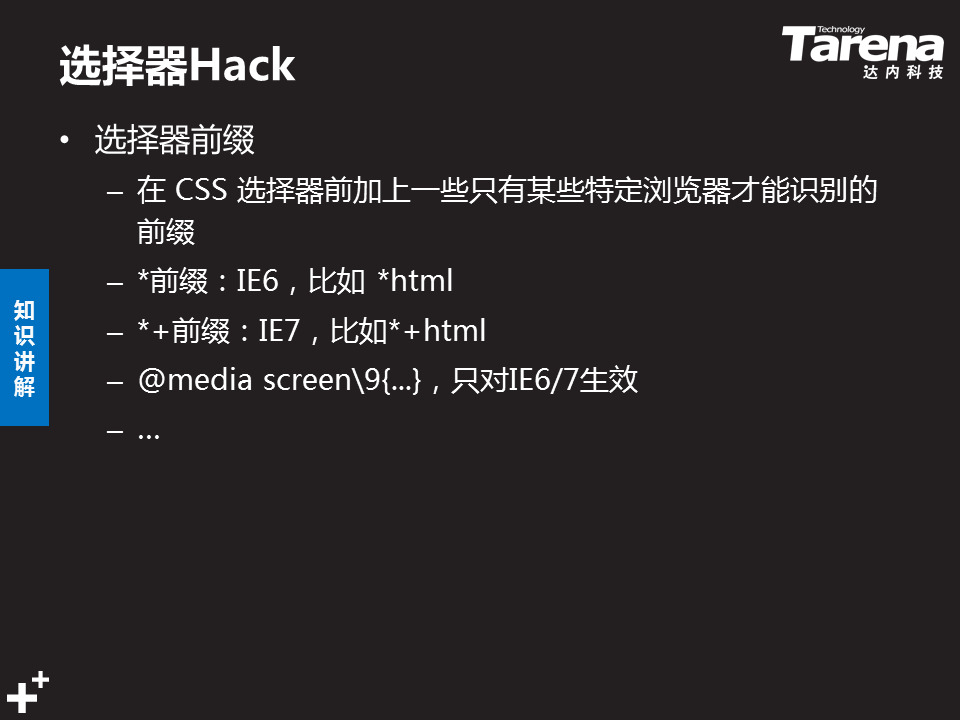 选择器Hack
Technology
Tarena
达内科技
• 选择器前缀
– 在 CSS 选择器前加上一些只有某些特定浏览器才能识别的
前缀
– *前缀：IE6，比如 *html
– *+前缀：IE7，比如*+html
– @media screen\9{...}，只对IE6/7生效
– ...
知
识
讲
解